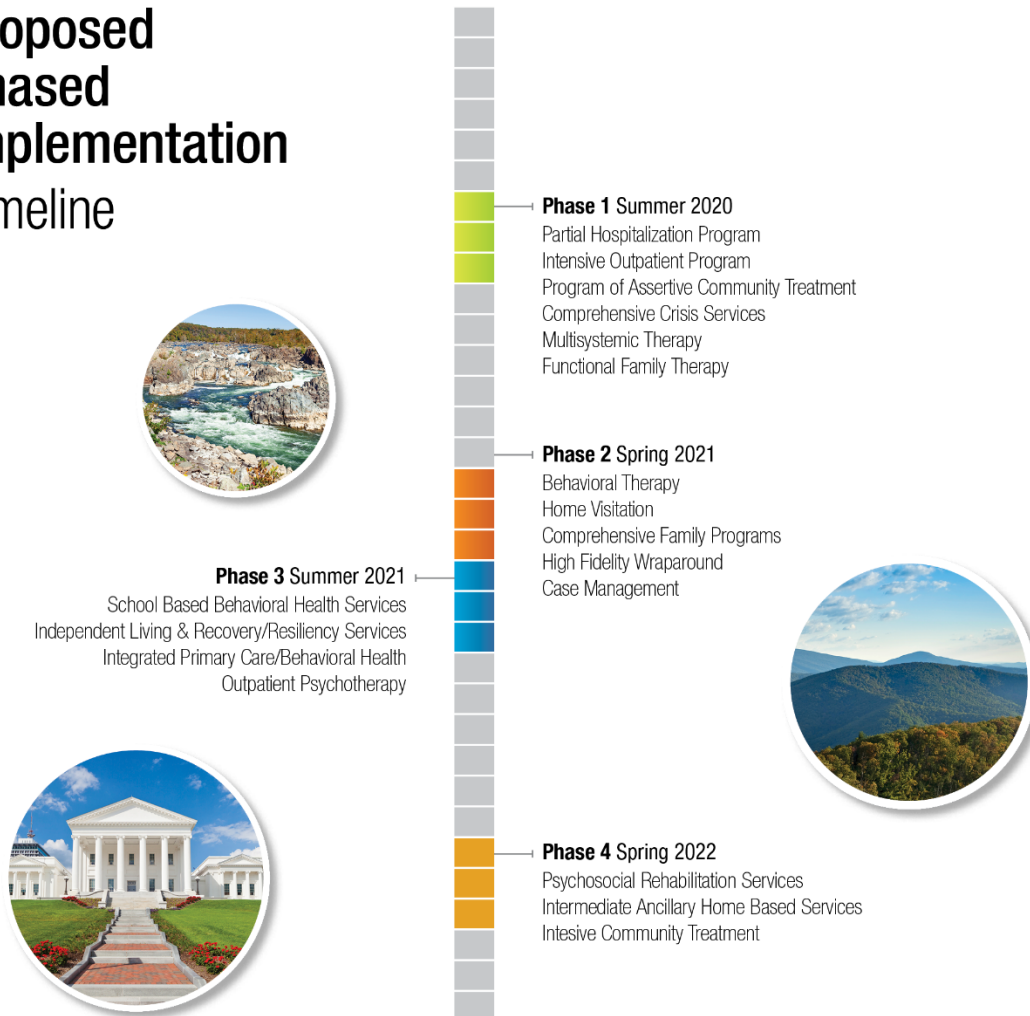 oposed
ased
plementation
meline
Phase 1 Summer 2020
Partial Hospitalization Program
Intensive Outpatient Program
Program of Assertive Community Treatment
Comprehensive Crisis Services
Multisystemic Therapy
Functional Family Therapy
Phase 2 Spring 2021
Behavioral Therapy
Home Visitation
Comprehensive Family Programs
High Fidelity Wraparound
Case Management
Phase 3 Summer 2021
School Based Behavioral Health Services
Independent Living & Recovery/Resiliency Services
Integrated Primary Care/Behavioral Health
Outpatient Psychotherapy
Phase 4 Spring 2022
Psychosocial Rehabilitation Services
Intermediate Ancillary Home Based Services
Intesive Community Treatment